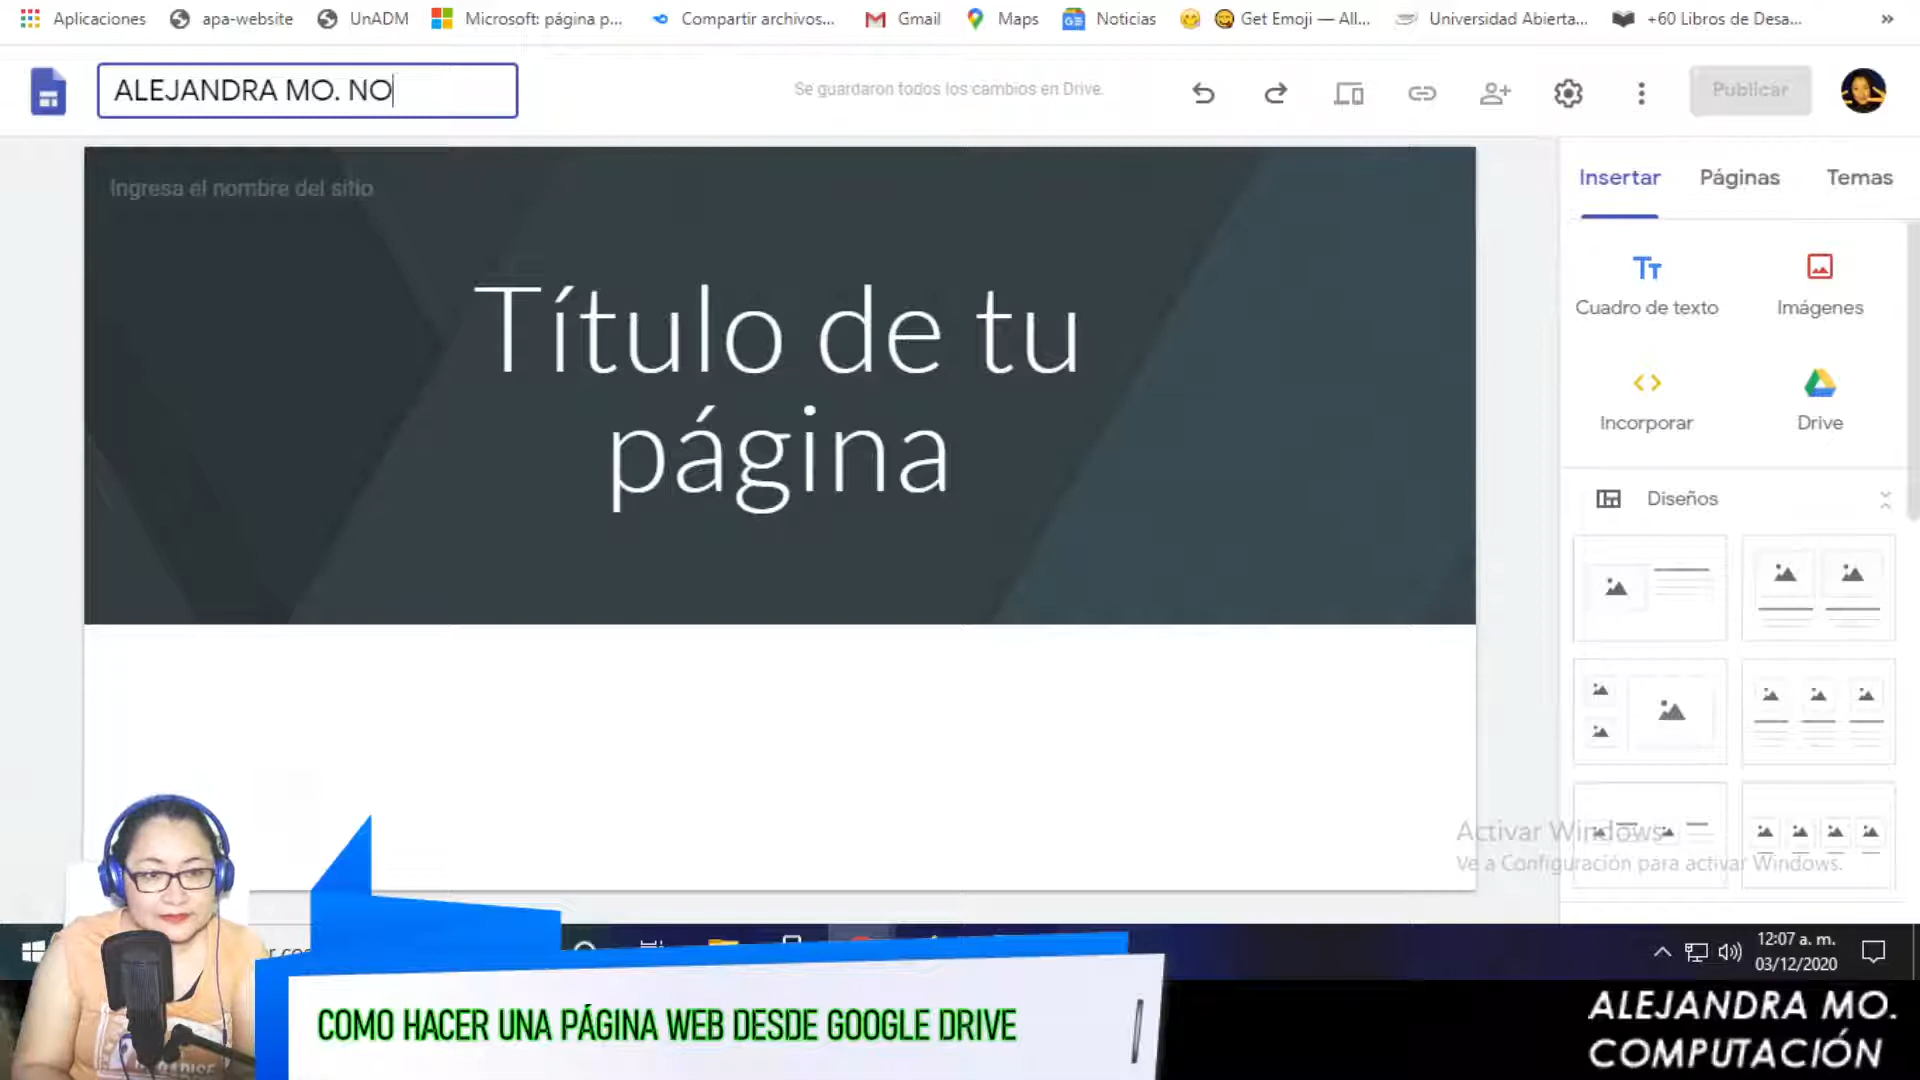 Aplicaciones
apa-website
UnADM
Microsoft: página p...
Compartir archivos...
Gmail
Maps
Noticias
Get Emoji — All...
Universidad Abierta...
+60 Libros de Desa...
»
ALEJANDRA MO. NO
Se guardaron todos los cambios en Drive.
Publicar
Ingresa el nombre del sitio
Título de tu
página
Insertar
Páginas
Temas
Cuadro de texto
Imágenes
Incorporar
Drive
Diseños
Activar Windows
Ve a Configuración para activar Windows.
12:07 a. m.
03/12/2020
COMO HACER UNA PÁGINA WEB DESDE GOOGLE DRIVE
ALEJANDRA MO.
COMPUTACIÓN